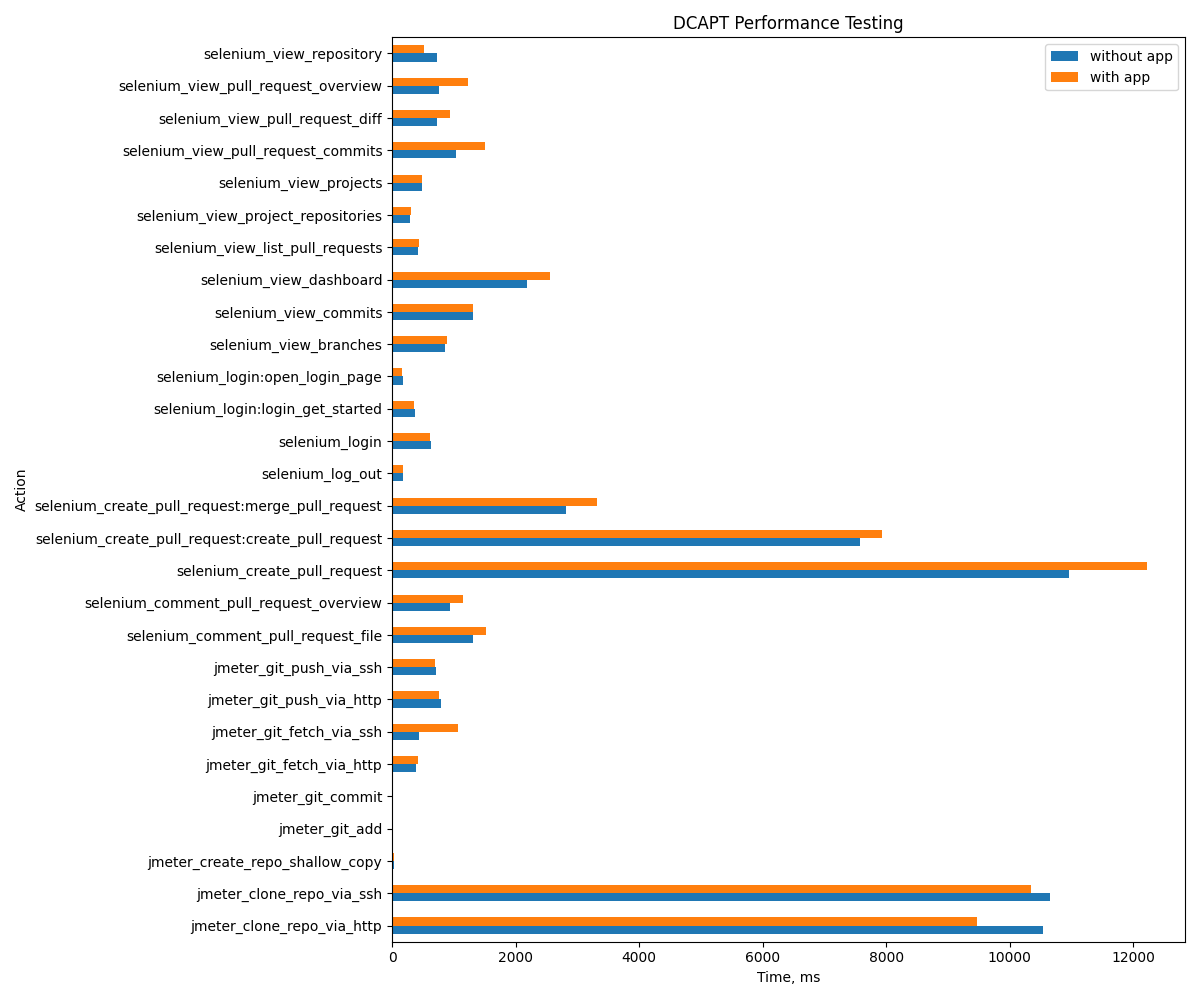 DCAPT Performance Testing
without app
with app
selenium_view_repository
selenium_view_pull_request_overview
selenium_view_pull_request_diff
selenium_view_pull_request_commits
selenium_view_projects
selenium_view_project_repositories
selenium_view_list_pull_requests
selenium_view_dashboard
selenium_view_commits
selenium_view_branches
selenium_login:open_login_page
selenium_login:login_get_started
selenium_login
selenium_log_out
selenium_create_pull_request:merge_pull_request
selenium_create_pull_request:create_pull_request
selenium_create_pull_request
selenium_comment_pull_request_overview
selenium_comment_pull_request_file
jmeter_git_push_via_ssh
jmeter_git_push_via_http
jmeter_git_fetch_via_ssh
jmeter_git_fetch_via_http
jmeter_git_commit
jmeter_git_add
jmeter_create_repo_shallow_copy
jmeter_clone_repo_via_ssh
jmeter_clone_repo_via_http
Action
0 2000 4000 6000 8000 10000 12000
Time, ms